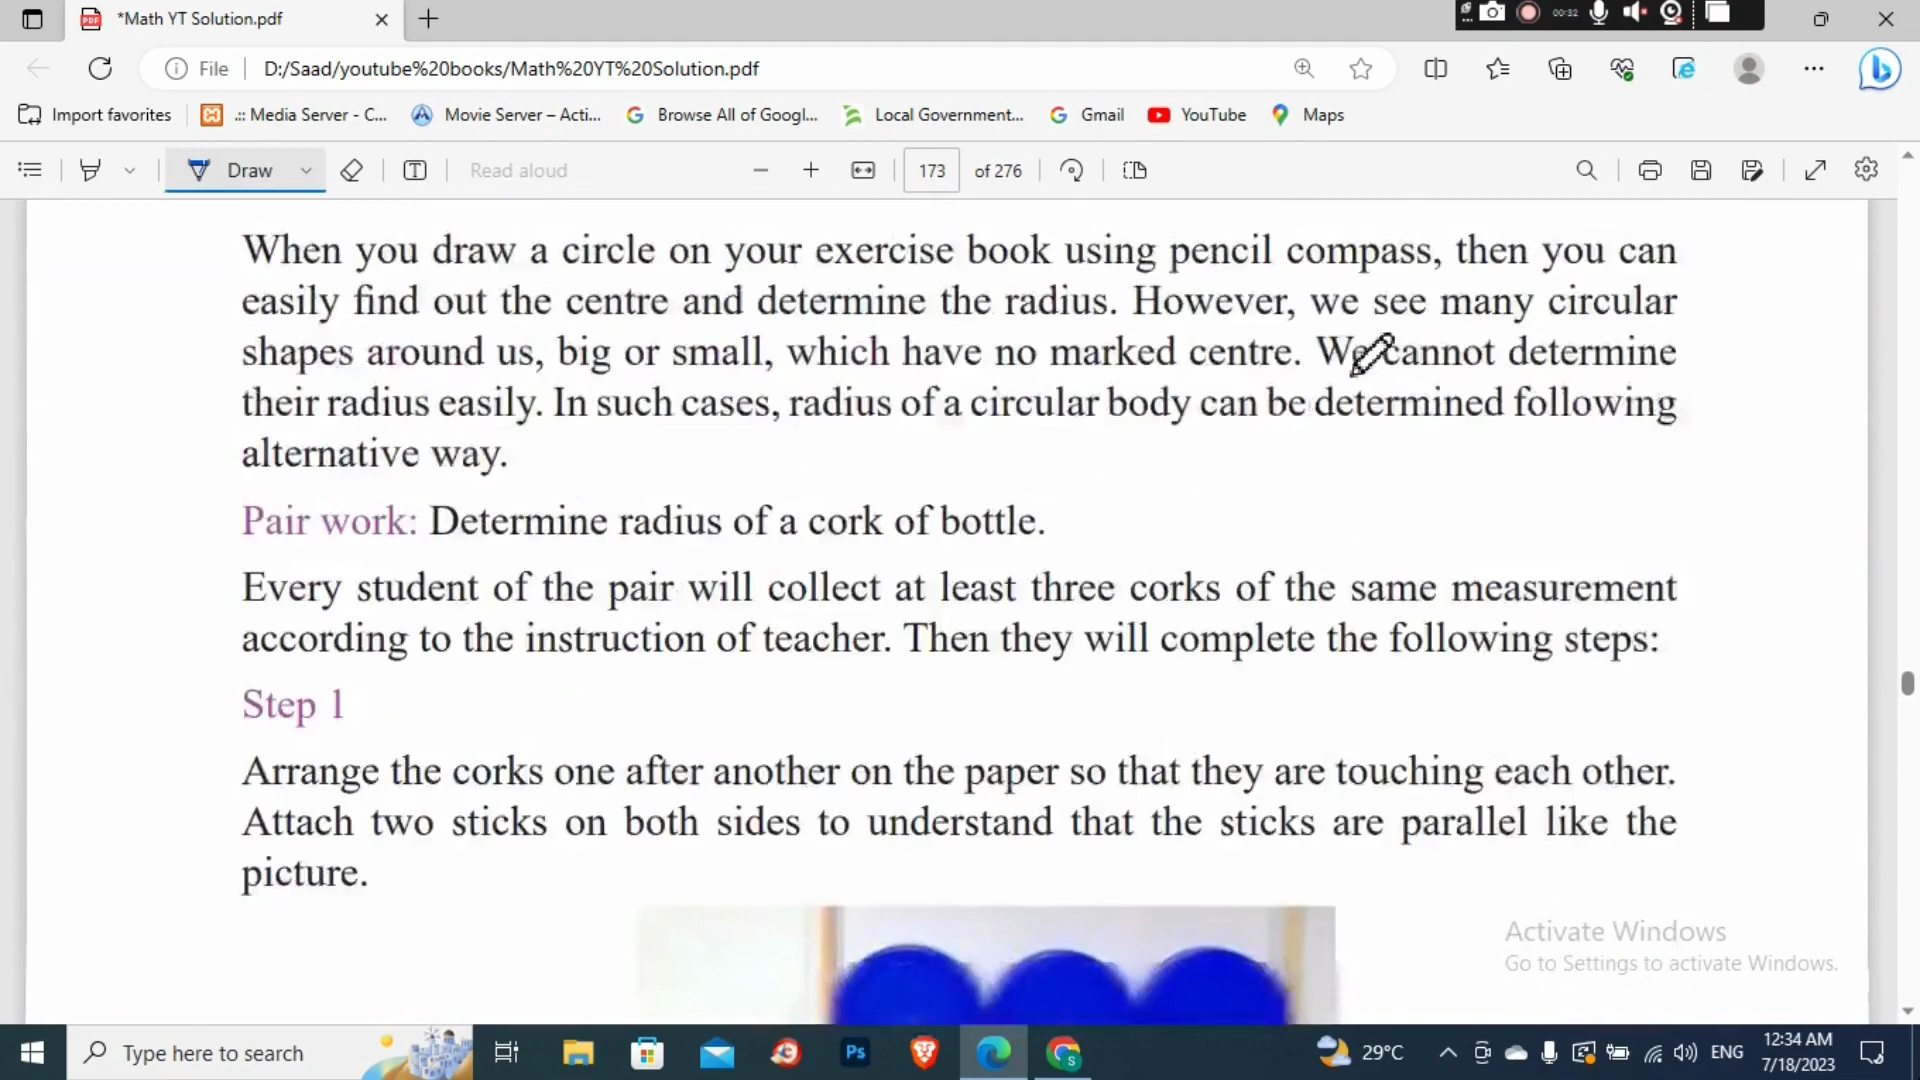 *Math YT Solution.pdf
00:32
File
D:/Saad/youtube%20books/Math%20YT%20Solution.pdf
Import favorites
.:: Media Server - C...
Movie Server – Acti...
Browse All of Googl...
Local Government...
Gmail
YouTube
Maps
Draw
Read aloud
173
of 276
When you draw a circle on your exercise book using pencil compass, then you can
easily find out the centre and determine the radius. However, we see many circular
shapes around us, big or small, which have no marked centre. We cannot determine
their radius easily. In such cases, radius of a circular body can be determined following
alternative way.
Pair work: Determine radius of a cork of bottle.
Every student of the pair will collect at least three corks of the same measurement
according to the instruction of teacher. Then they will complete the following steps:
Step 1
Arrange the corks one after another on the paper so that they are touching each other.
Attach two sticks on both sides to understand that the sticks are parallel like the
picture.
Activate Windows
Go to Settings to activate Windows.
Type here to search
Ps
29°C
ENG
12:34 AM
7/18/2023